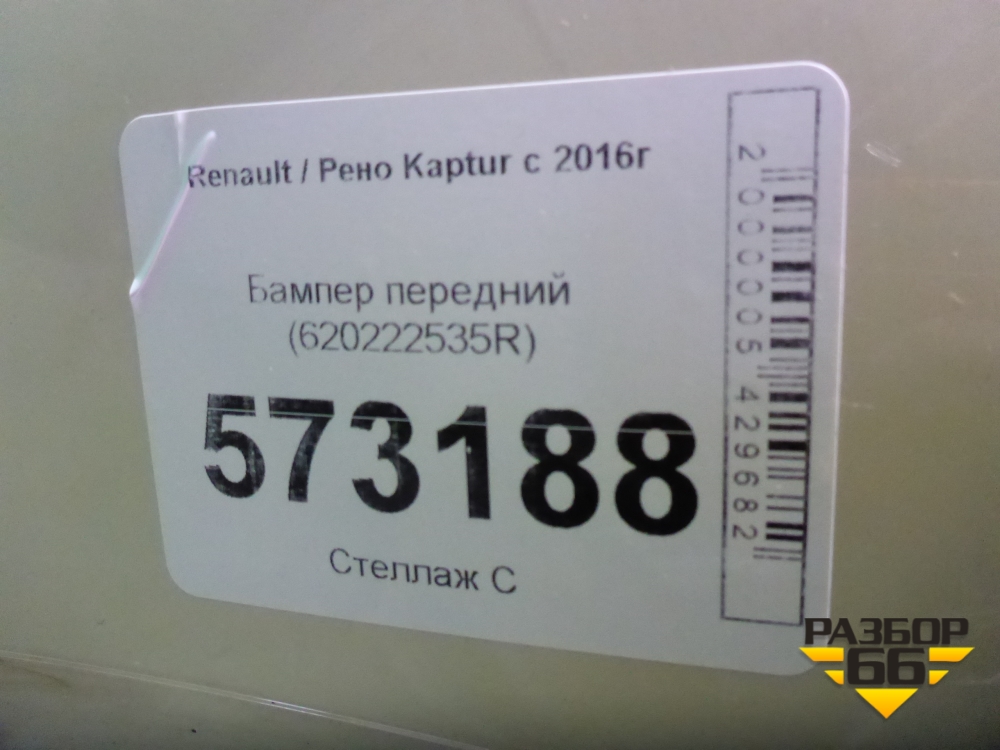 Renault / Рено Kaptur с 2016г
Бампер передний
(620222535R)
573188
Стеллаж С
2000005429682
РАЗБОР
66